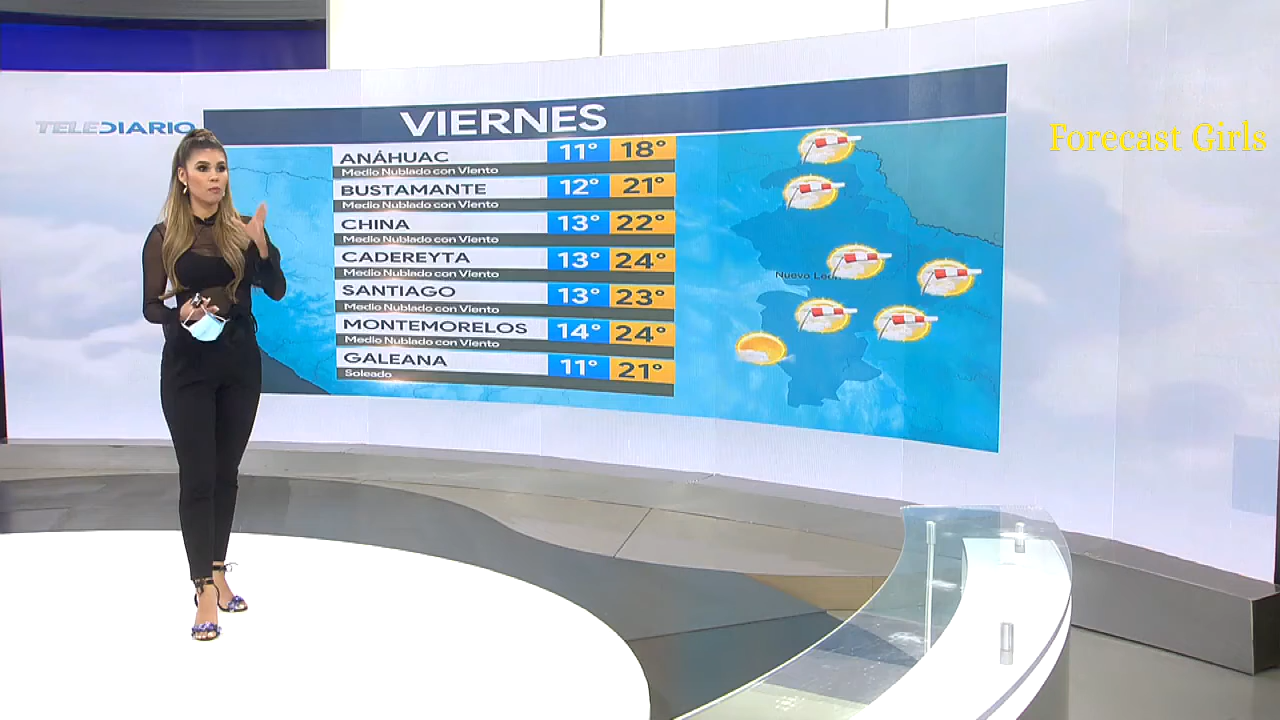 TELEDIARIO
Forecast Girls
VIERNES
ANÁHUAC 11° 18°
Medio Nublado con Viento
BUSTAMANTE 12° 21°
Medio Nublado con Viento
CHINA 13° 22°
Medio Nublado con Viento
CADEREYTA 13° 24°
Medio Nublado con Viento
SANTIAGO 13° 23°
Medio Nublado con Viento
MONTEMORELOS 14° 24°
Medio Nublado con Viento
GALEANA 11° 21°
Soleado
Nuevo León